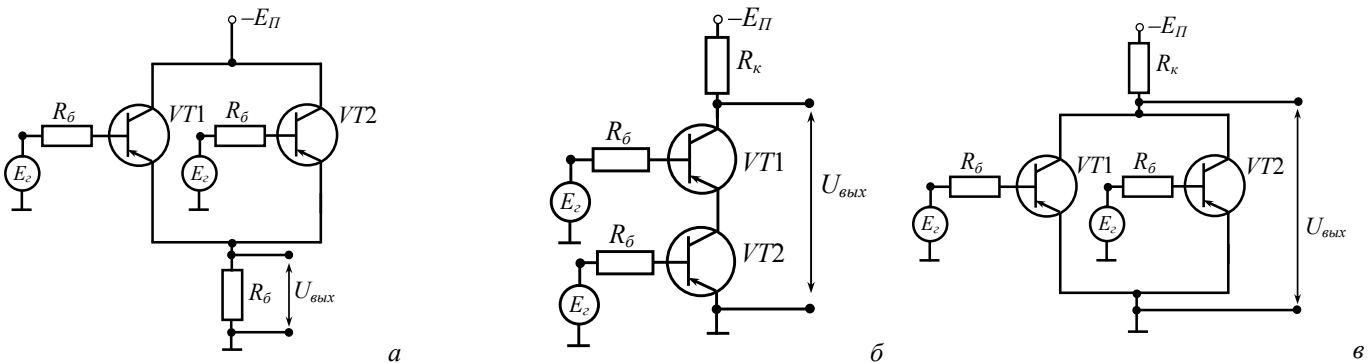 –E_П
R_б
VT1
R_б
VT2
E_г
E_г
R_б
U_вых
а
–E_П
R_к
R_б
VT1
E_г
U_вых
R_б
VT2
E_г
б
–E_П
R_к
R_б
VT1
R_б
VT2
E_г
E_г
U_вых
в